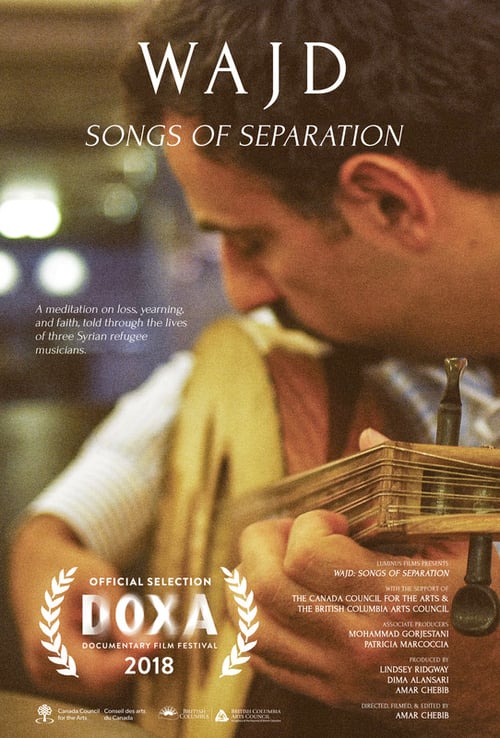 WAJD
SONGS OF SEPARATION
A meditation on loss, yearning,
and faith, told through the lives
of three Syrian refugee
musicians.
OFFICIAL SELECTION
DOXA
DOCUMENTARY FILM FESTIVAL
2018
LUMINUS FILMS PRESENTS
WAJD: SONGS OF SEPARATION
WITH THE SUPPORT OF
THE CANADA COUNCIL FOR THE ARTS &
THE BRITISH COLUMBIA ARTS COUNCIL
ASSOCIATE PRODUCERS
MOHAMMAD GORJESTANI
PATRICIA MARCOCCIA
PRODUCED BY
LINDSEY RIDGWAY
DIMA ALANSARI
AMAR CHEBIB
DIRECTED, FILMED, & EDITED BY
AMAR CHEBIB
Canada Council
for the Arts
Conseil des arts
du Canada
BRITISH
COLUMBIA
BRITISH COLUMBIA
ARTS COUNCIL